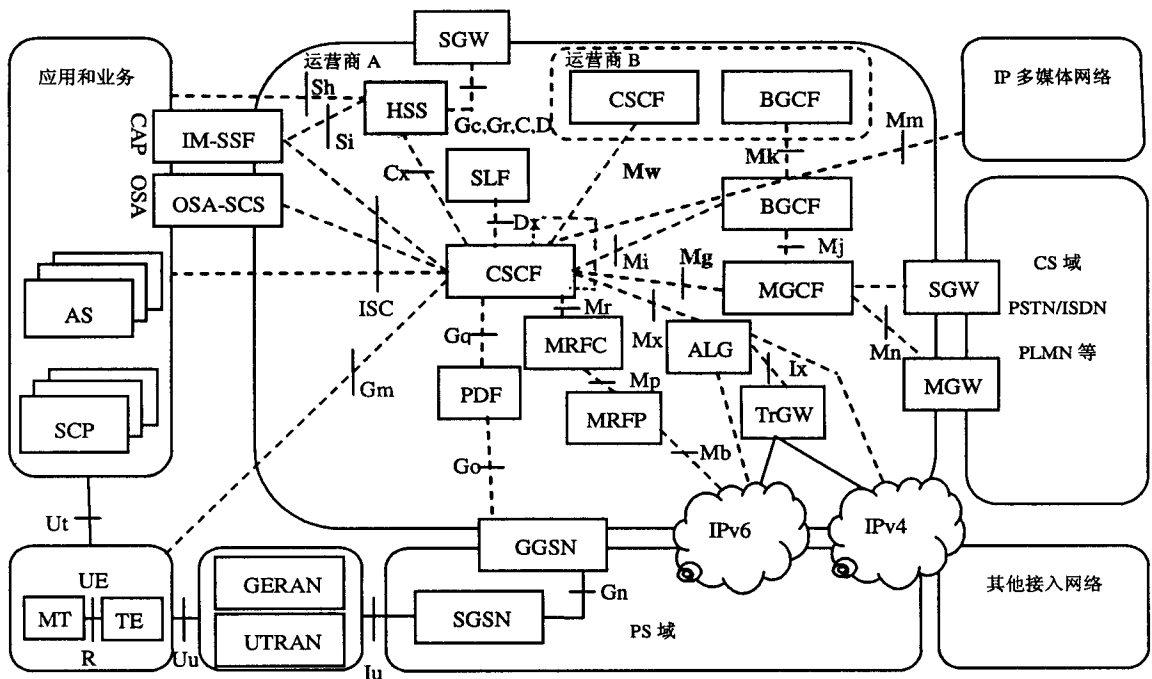 SGW
应用和业务
运营商 A
运营商 B
IP 多媒体网络
Sh
HSS
CSCF
BGCF
CAP
IM-SSF
Si
Gc,Gr,C,D
Mm
Mk
Cx
SLF
Mw
OSA
OSA-SCS
BGCF
Dx
Mj
CSCF
Mi
Mg
MGCF
SGW
CS 域
PSTN/ISDN
PLMN 等
AS
ISC
Mr
Mx
Mn
Gq
MRFC
ALG
Ix
MGW
Gm
PDF
Mp
TrGW
SCP
MRFP
Mb
Go
Ut
IPv6
IPv4
GGSN
UE
GERAN
Gn
其他接入网络
MT
TE
UTRAN
SGSN
PS 域
R
Uu
Iu